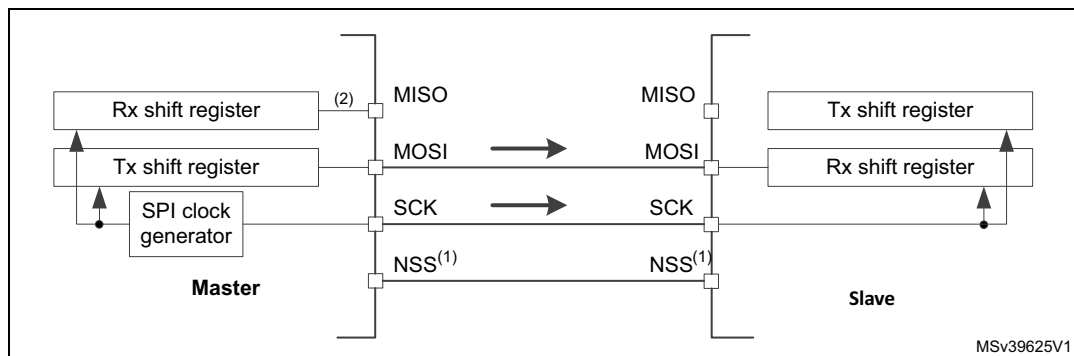 MISO MISO
Rx shift register (2) Tx shift register
MOSI MOSI
Tx shift register Rx shift register
SPI clock generator
SCK SCK
NSS(1) NSS(1)
Master Slave
MSv39625V1